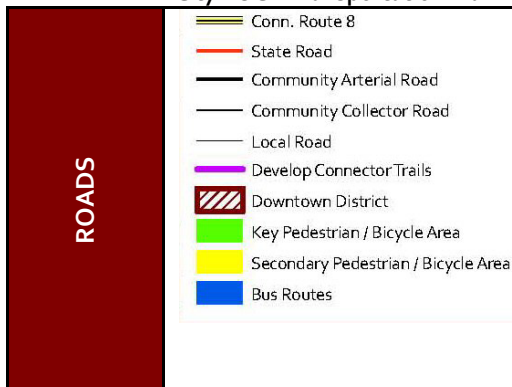 ROADS
Conn. Route 8
State Road
Community Arterial Road
Community Collector Road
Local Road
Develop Connector Trails
Downtown District
Key Pedestrian / Bicycle Area
Secondary Pedestrian / Bicycle Area
Bus Routes